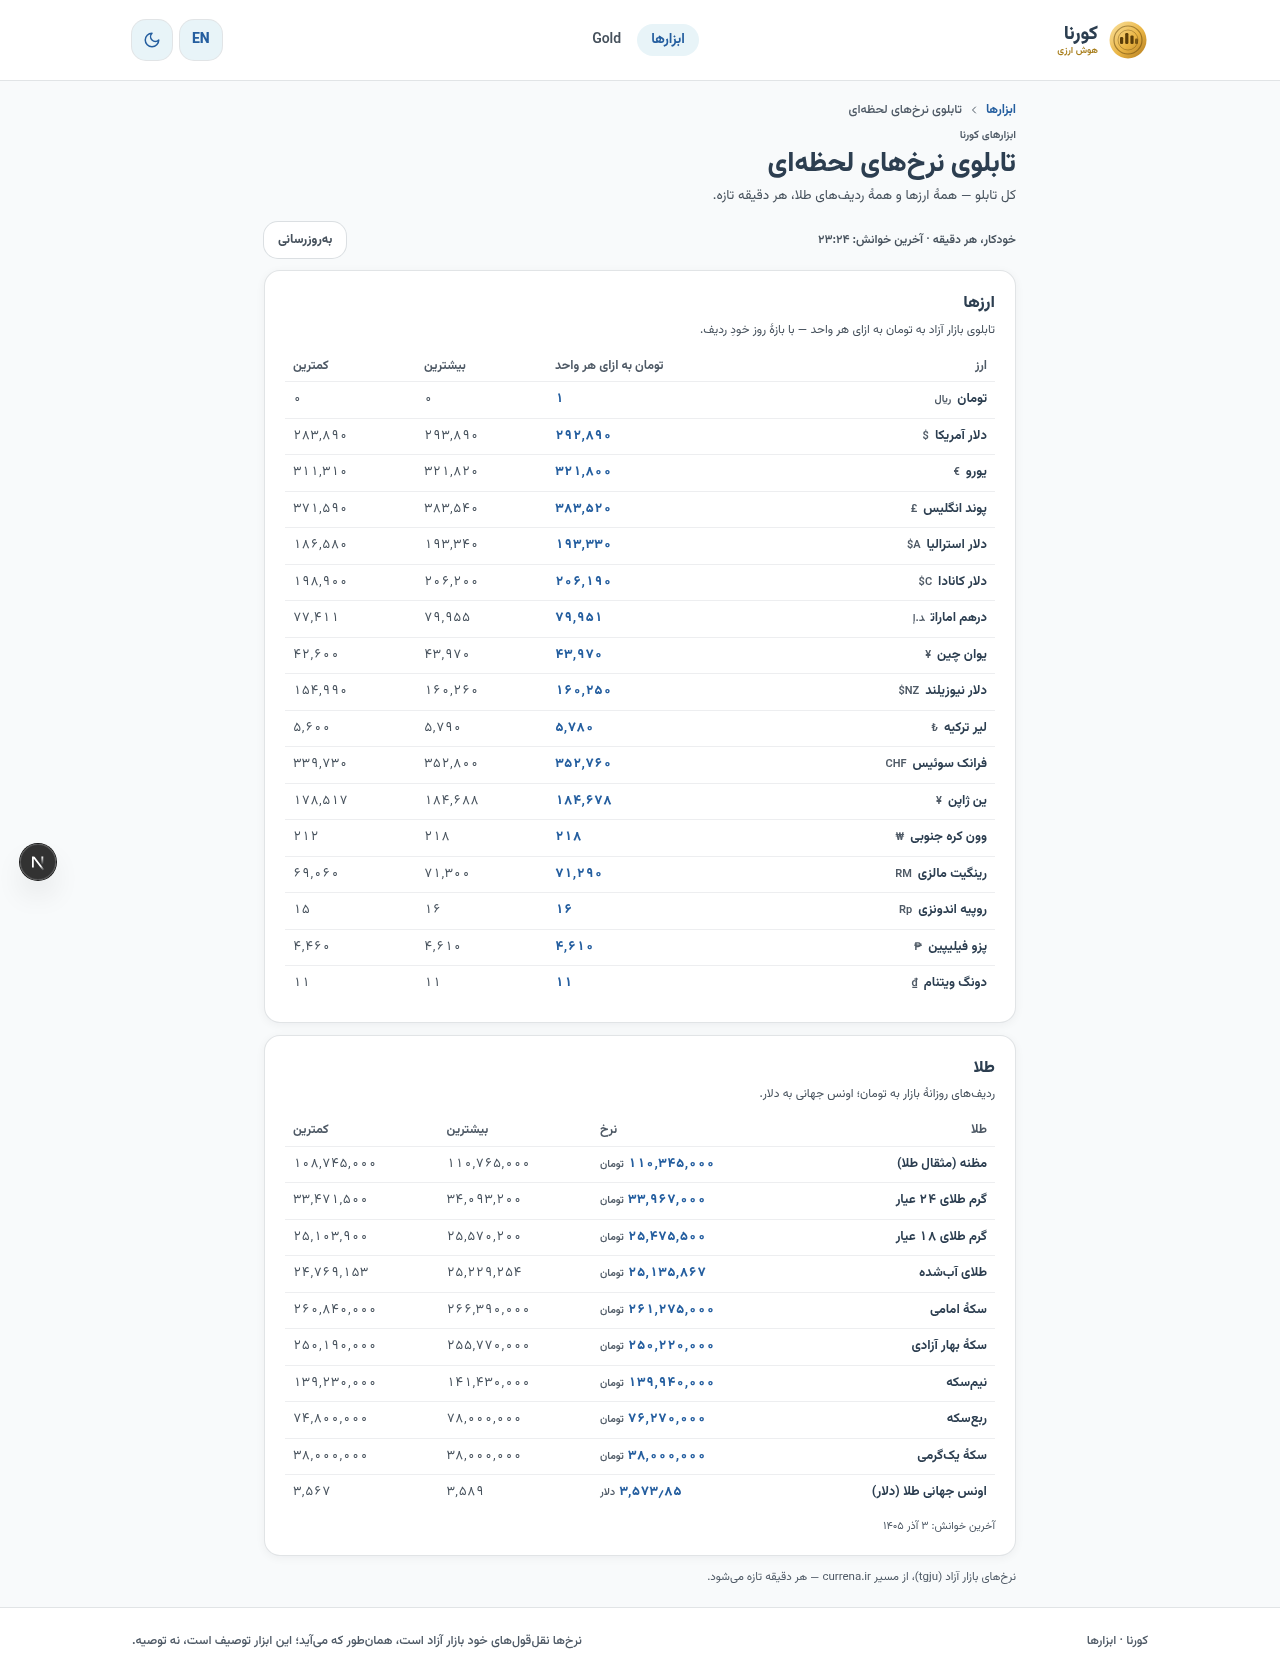 کورنا
هوش ارزی
ابزارها
Gold
EN
ابزارها › تابلوی نرخ‌های لحظه‌ای
ابزارهای کورنا
تابلوی نرخ‌های لحظه‌ای
کل تابلو — همهٔ ارزها و همهٔ ردیف‌های طلا، هر دقیقه تازه.
خودکار، هر دقیقه · آخرین خوانش: ۲۳:۲۴
به‌روزرسانی
ارزها
تابلوی بازار آزاد به تومان به ازای هر واحد — با بازهٔ روز خودِ ردیف.
ارز تومان به ازای هر واحد بیشترین کمترین
تومان ریال ۱ ۰ ۰
دلار آمریکا $ ۲۹۲,۸۹۰ ۲۹۳,۸۹۰ ۲۸۳,۸۹۰
یورو € ۳۲۱,۸۰۰ ۳۲۱,۸۲۰ ۳۱۱,۳۱۰
پوند انگلیس £ ۳۸۳,۵۲۰ ۳۸۳,۵۴۰ ۳۷۱,۵۹۰
دلار استرالیا A$ ۱۹۳,۳۳۰ ۱۹۳,۳۴۰ ۱۸۶,۵۸۰
دلار کانادا C$ ۲۰۶,۱۹۰ ۲۰۶,۲۰۰ ۱۹۸,۹۰۰
درهم امارات د.إ ۷۹,۹۵۱ ۷۹,۹۵۵ ۷۷,۴۱۱
یوان چین ¥ ۴۳,۹۷۰ ۴۳,۹۷۰ ۴۲,۶۰۰
دلار نیوزیلند NZ$ ۱۶۰,۲۵۰ ۱۶۰,۲۶۰ ۱۵۴,۹۹۰
لیر ترکیه ₺ ۵,۷۸۰ ۵,۷۹۰ ۵,۶۰۰
فرانک سوئیس CHF ۳۵۲,۷۶۰ ۳۵۲,۸۰۰ ۳۳۹,۷۳۰
ین ژاپن ¥ ۱۸۴,۶۷۸ ۱۸۴,۶۸۸ ۱۷۸,۵۱۷
وون کره جنوبی ₩ ۲۱۸ ۲۱۸ ۲۱۲
رینگیت مالزی RM ۷۱,۲۹۰ ۷۱,۳۰۰ ۶۹,۰۶۰
روپیه اندونزی Rp ۱۶ ۱۶ ۱۵
پزو فیلیپین ₱ ۴,۶۱۰ ۴,۶۱۰ ۴,۴۶۰
دونگ ویتنام ₫ ۱۱ ۱۱ ۱۱
طلا
ردیف‌های روزانهٔ بازار به تومان؛ اونس جهانی به دلار.
طلا نرخ بیشترین کمترین
مظنه (مثقال طلا) ۱۱۰,۳۴۵,۰۰۰ تومان ۱۱۰,۷۶۵,۰۰۰ ۱۰۸,۷۴۵,۰۰۰
گرم طلای ۲۴ عیار ۳۳,۹۶۷,۰۰۰ تومان ۳۴,۰۹۳,۲۰۰ ۳۳,۴۷۱,۵۰۰
گرم طلای ۱۸ عیار ۲۵,۴۷۵,۵۰۰ تومان ۲۵,۵۷۰,۲۰۰ ۲۵,۱۰۳,۹۰۰
طلای آب‌شده ۲۵,۱۳۵,۸۶۷ تومان ۲۵,۲۲۹,۲۵۴ ۲۴,۷۶۹,۱۵۳
سکهٔ امامی ۲۶۱,۲۷۵,۰۰۰ تومان ۲۶۶,۳۹۰,۰۰۰ ۲۶۰,۸۴۰,۰۰۰
سکهٔ بهار آزادی ۲۵۰,۲۲۰,۰۰۰ تومان ۲۵۵,۷۷۰,۰۰۰ ۲۵۰,۱۹۰,۰۰۰
نیم‌سکه ۱۳۹,۹۴۰,۰۰۰ تومان ۱۴۱,۴۳۰,۰۰۰ ۱۳۹,۲۳۰,۰۰۰
ربع‌سکه ۷۶,۲۷۰,۰۰۰ تومان ۷۸,۰۰۰,۰۰۰ ۷۴,۸۰۰,۰۰۰
سکهٔ یک‌گرمی ۳۸,۰۰۰,۰۰۰ تومان ۳۸,۰۰۰,۰۰۰ ۳۸,۰۰۰,۰۰۰
اونس جهانی طلا (دلار) ۳,۵۷۳٫۸۵ دلار ۳,۵۸۹ ۳,۵۶۷
آخرین خوانش: ۳ آذر ۱۴۰۵
نرخ‌های بازار آزاد (tgju)، از مسیر currena.ir — هر دقیقه تازه می‌شود.
کورنا · ابزارها
نرخ‌ها نقل‌قول‌های خود بازار آزاد است، همان‌طور که می‌آید؛ این ابزار توصیف است، نه توصیه.